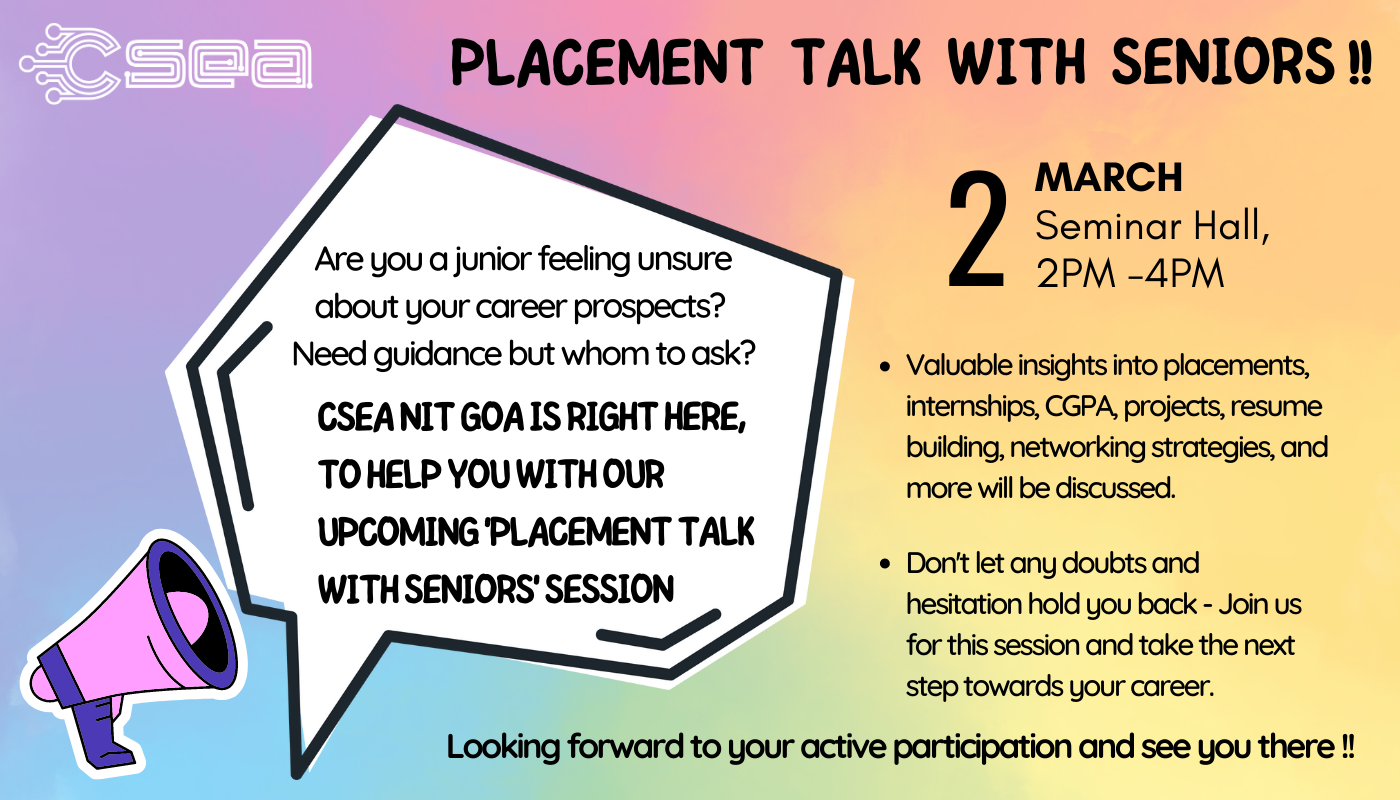 Csea
PLACEMENT TALK WITH SENIORS !!
2
MARCH
Seminar Hall,
2PM -4PM
Are you a junior feeling unsure
about your career prospects?
Need guidance but whom to ask?
CSEA NIT GOA IS RIGHT HERE,
TO HELP YOU WITH OUR
UPCOMING 'PLACEMENT TALK
WITH SENIORS' SESSION
• Valuable insights into placements,
internships, CGPA, projects, resume
building, networking strategies, and
more will be discussed.
• Don't let any doubts and
hesitation hold you back - Join us
for this session and take the next
step towards your career.
Looking forward to your active participation and see you there !!